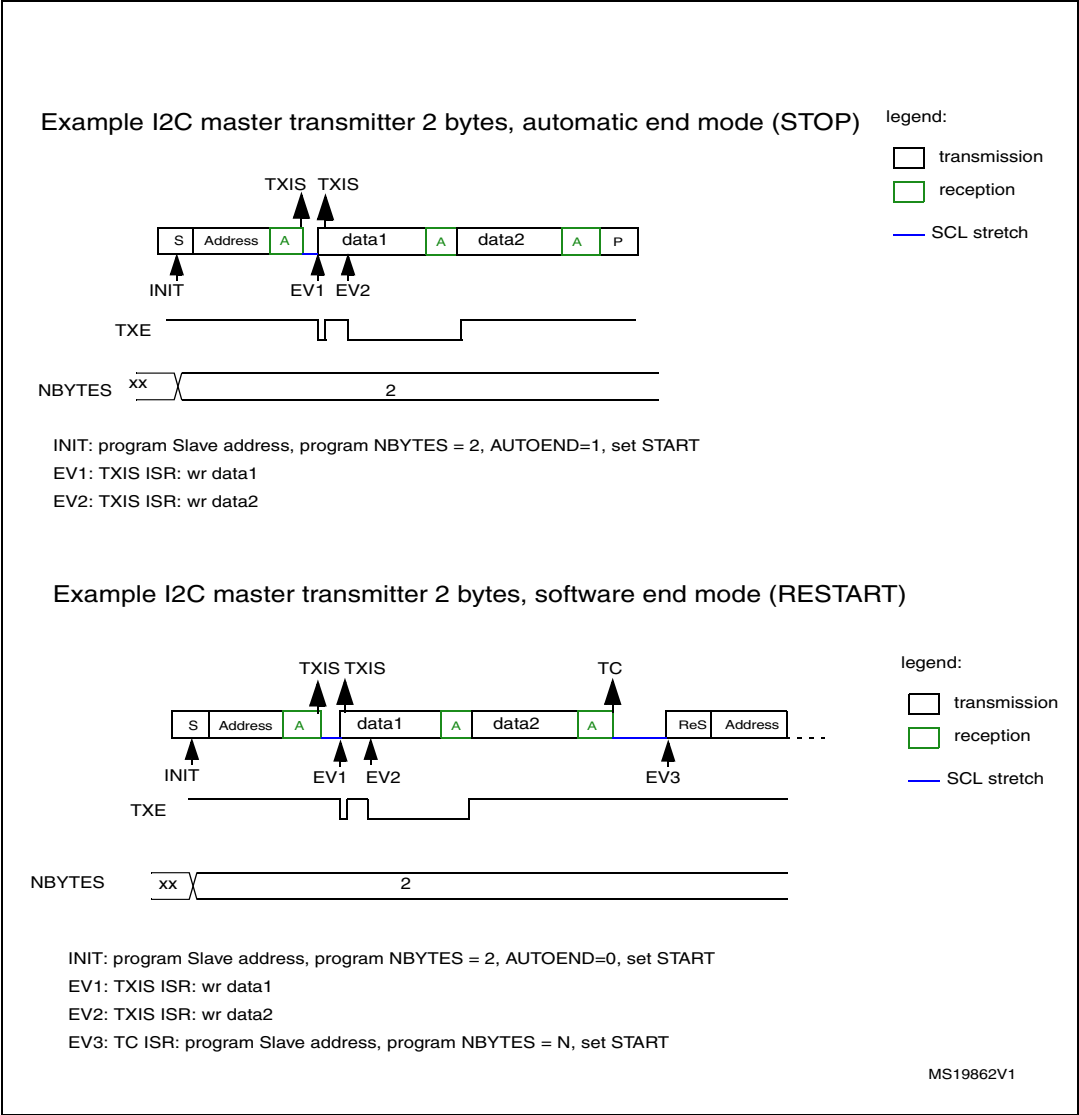 Example I2C master transmitter 2 bytes, automatic end mode (STOP)
legend:
transmission
reception
SCL stretch
TXIS TXIS
S Address A data1 A data2 A P
INIT EV1 EV2
TXE
NBYTES xx 2
INIT: program Slave address, program NBYTES = 2, AUTOEND=1, set START
EV1: TXIS ISR: wr data1
EV2: TXIS ISR: wr data2
Example I2C master transmitter 2 bytes, software end mode (RESTART)
legend:
transmission
reception
SCL stretch
TXIS TXIS TC
S Address A data1 A data2 A ReS Address
INIT EV1 EV2 EV3
TXE
NBYTES xx 2
INIT: program Slave address, program NBYTES = 2, AUTOEND=0, set START
EV1: TXIS ISR: wr data1
EV2: TXIS ISR: wr data2
EV3: TC ISR: program Slave address, program NBYTES = N, set START
MS19862V1